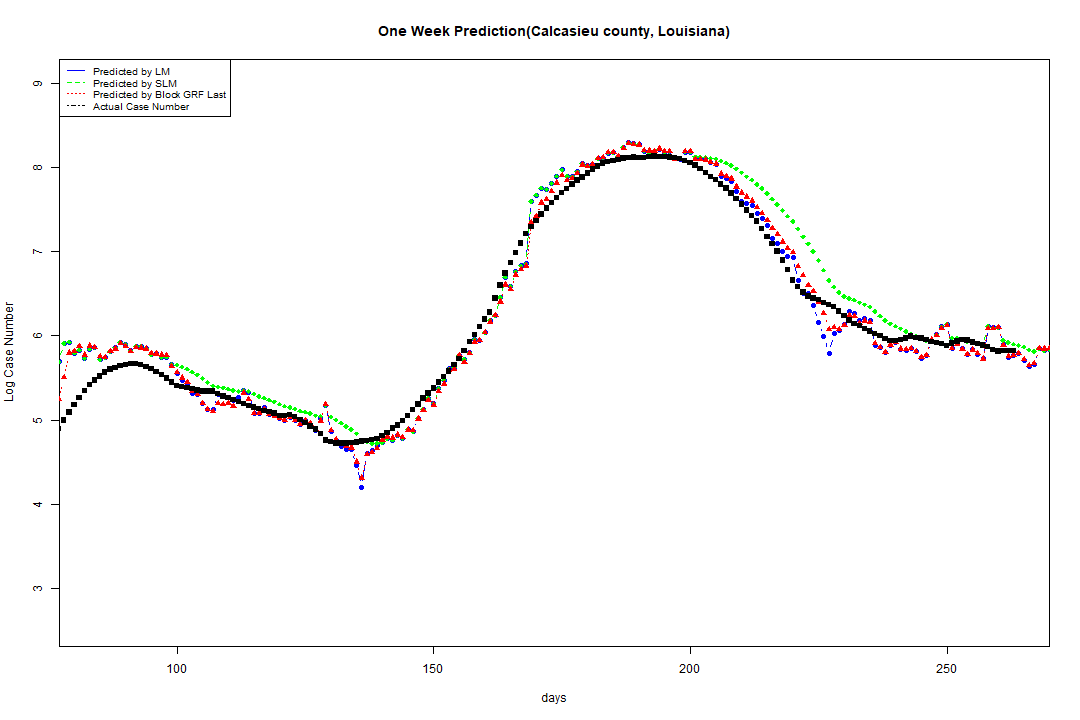 One Week Prediction(Calcasieu county, Louisiana)
Predicted by LM
Predicted by SLM
Predicted by Block GRF Last
Actual Case Number
9
8
7
6
5
4
3
Log Case Number
100 150 200 250
days